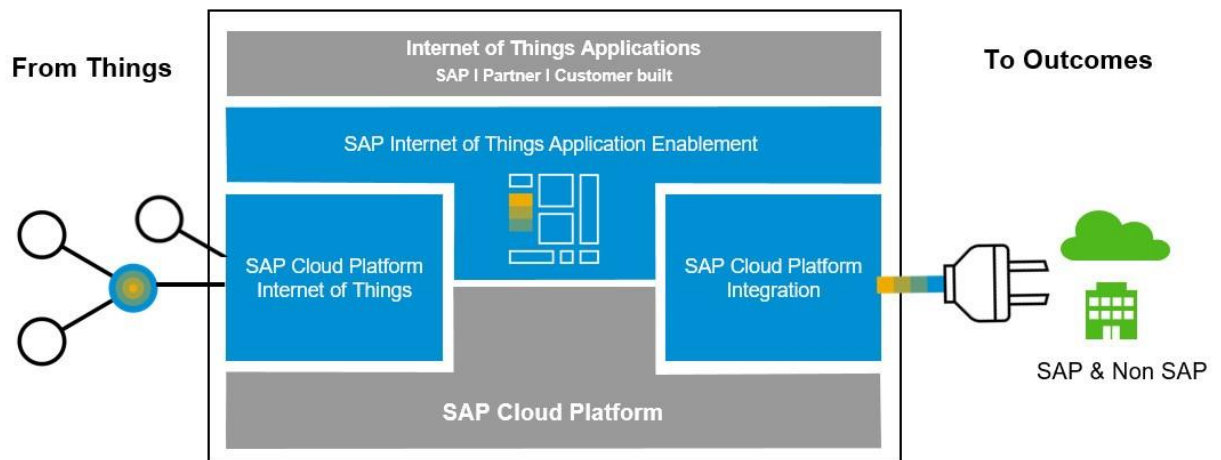 From Things
Internet of Things Applications
SAP I Partner I Customer built
To Outcomes
SAP Internet of Things Application Enablement
SAP Cloud Platform
Internet of Things
SAP Cloud Platform
Integration
SAP & Non SAP
SAP Cloud Platform